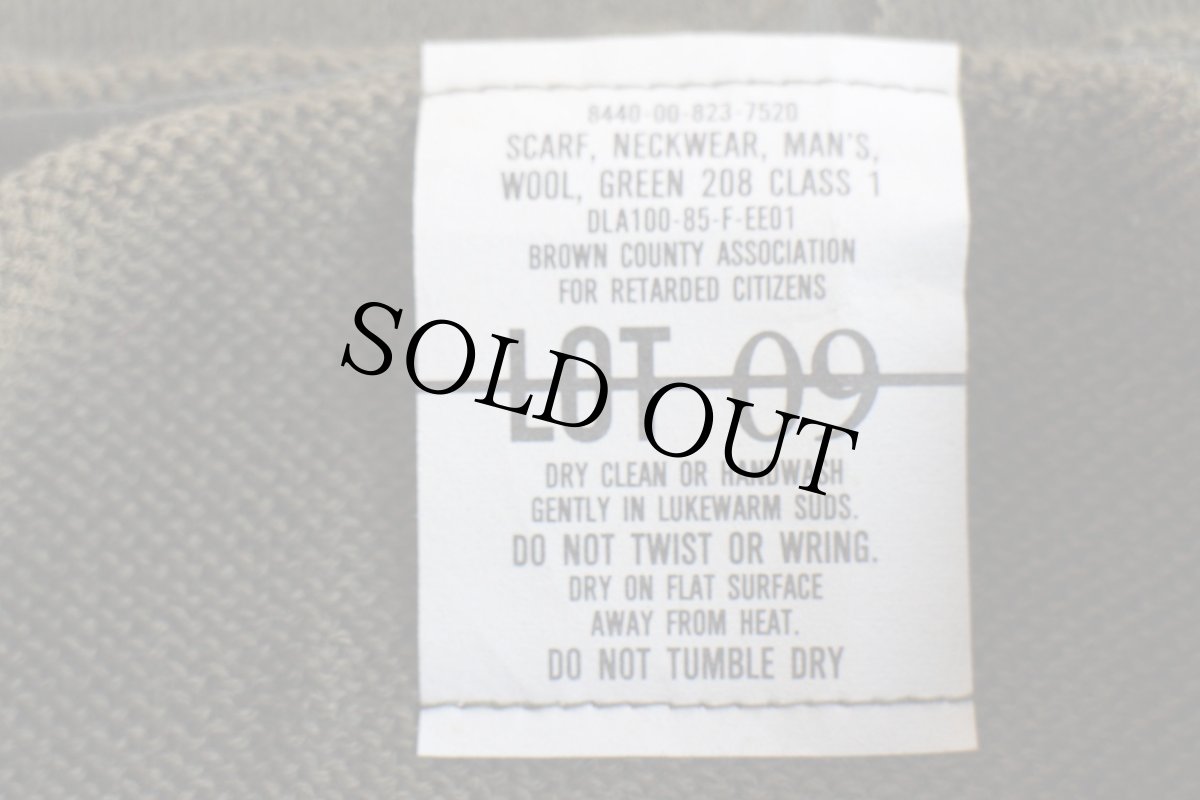 8440-00-823-7520
SCARF, NECKWEAR, MAN'S,
WOOL, GREEN 208 CLASS 1
DLA100-85-F-EE01
BROWN COUNTY ASSOCIATION
FOR RETARDED CITIZENS
LOT 09
SOLD OUT
DRY CLEAN OR HANDWASH
GENTLY IN LUKEWARM SUDS.
DO NOT TWIST OR WRING.
DRY ON FLAT SURFACE
AWAY FROM HEAT.
DO NOT TUMBLE DRY